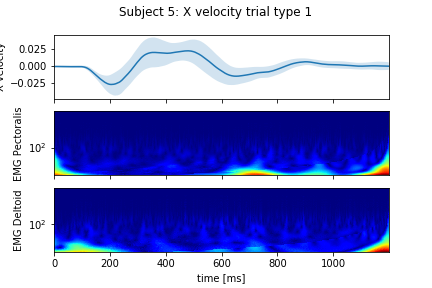 Subject 5: X velocity trial type 1
0.025
0.000
−0.025
EMG Pectoralis
10²
EMG Deltoid
10²
0 200 400 600 800 1000
time [ms]